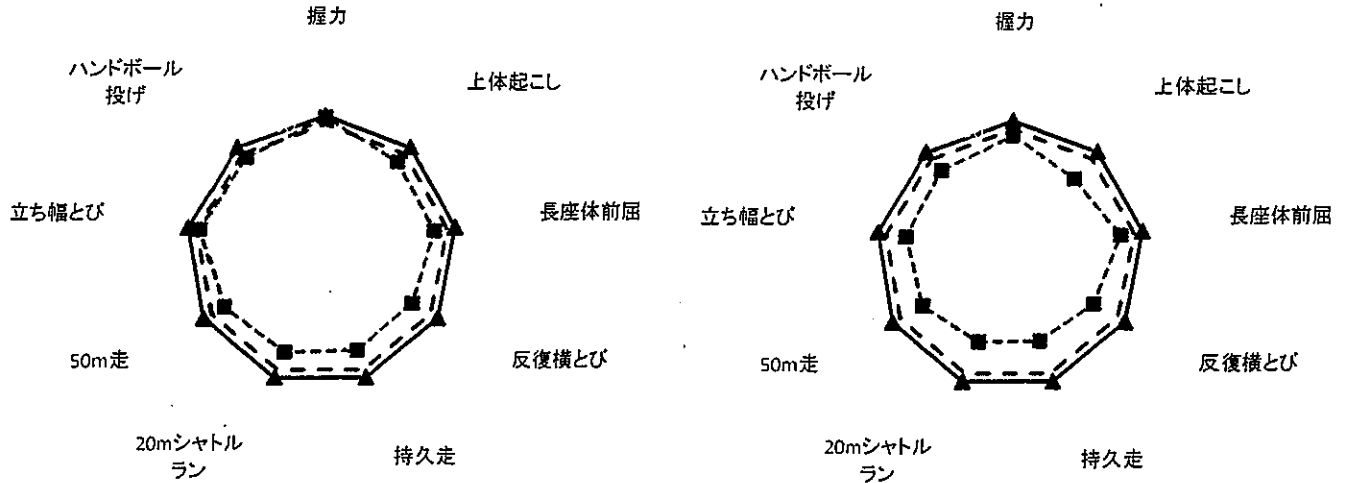 握力
ハンドボール
投げ
上体起こし
立ち幅とび
長座体前屈
50m走
反復横とび
20mシャトル
ラン
持久走
握力
ハンドボール
投げ
上体起こし
立ち幅とび
長座体前屈
50m走
反復横とび
20mシャトル
ラン
持久走